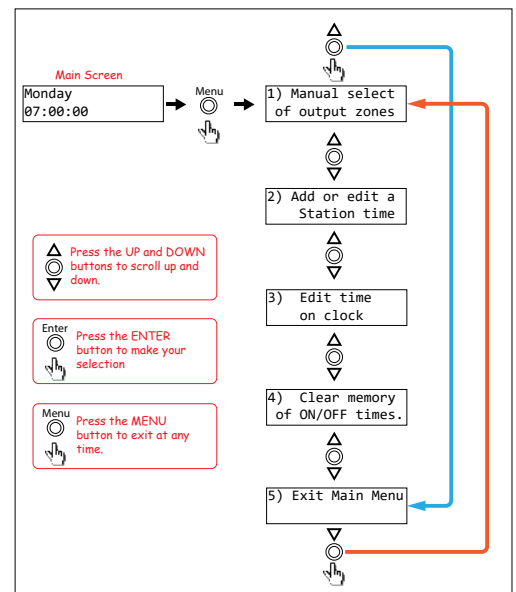 Main Screen
Monday
07:00:00
Menu
1) Manual select
of output zones
2) Add or edit a
Station time
Press the UP and DOWN
buttons to scroll up and
down.
3) Edit time
on clock
Enter
Press the ENTER
button to make your
selection
4) Clear memory
of ON/OFF times.
Menu
Press the MENU
button to exit at any
time.
5) Exit Main Menu